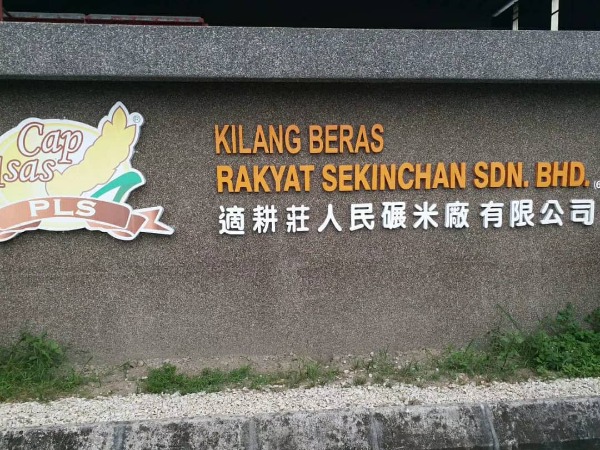 Cap
PLS
KILANG BERAS
RAKYAT SEKINCHAN SDN. BHD.
適耕莊人民碾米廠 有限公司